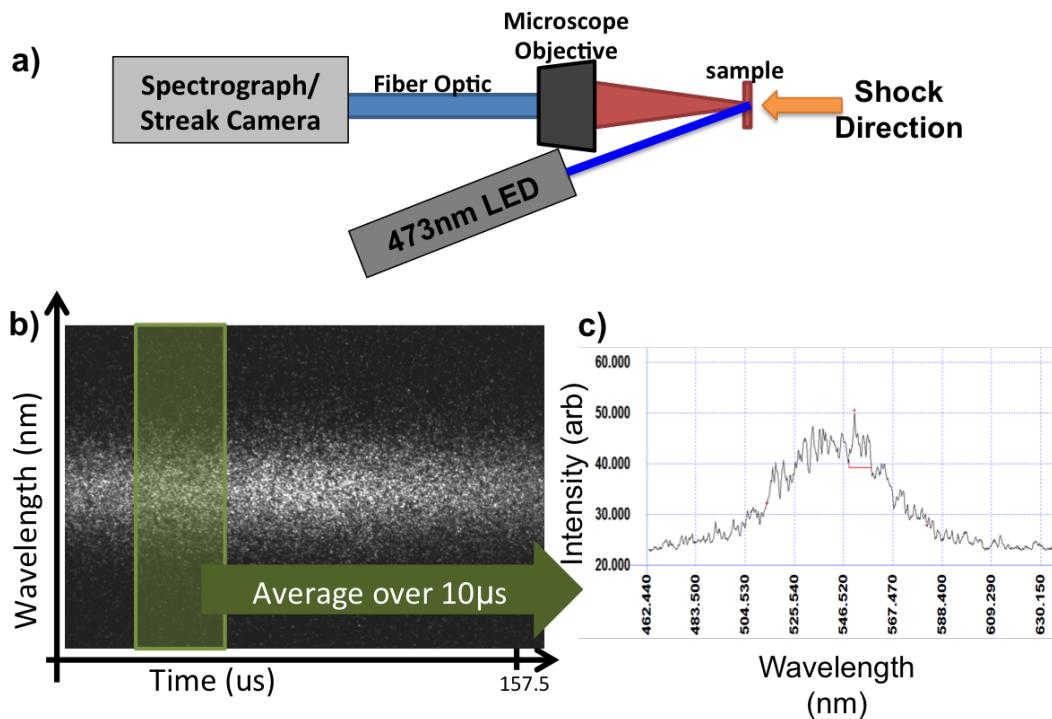 a)
Spectrograph/
Streak Camera
Fiber Optic
Microscope
Objective
sample
Shock
Direction
473nm LED
b)
Wavelength (nm)
Average over 10µs
Time (us)
157.5
c)
Intensity (arb)
60.000
50.000
40.000
30.000
20.000
462.440
483.500
504.530
525.540
546.520
567.470
588.400
609.290
630.150
Wavelength
(nm)